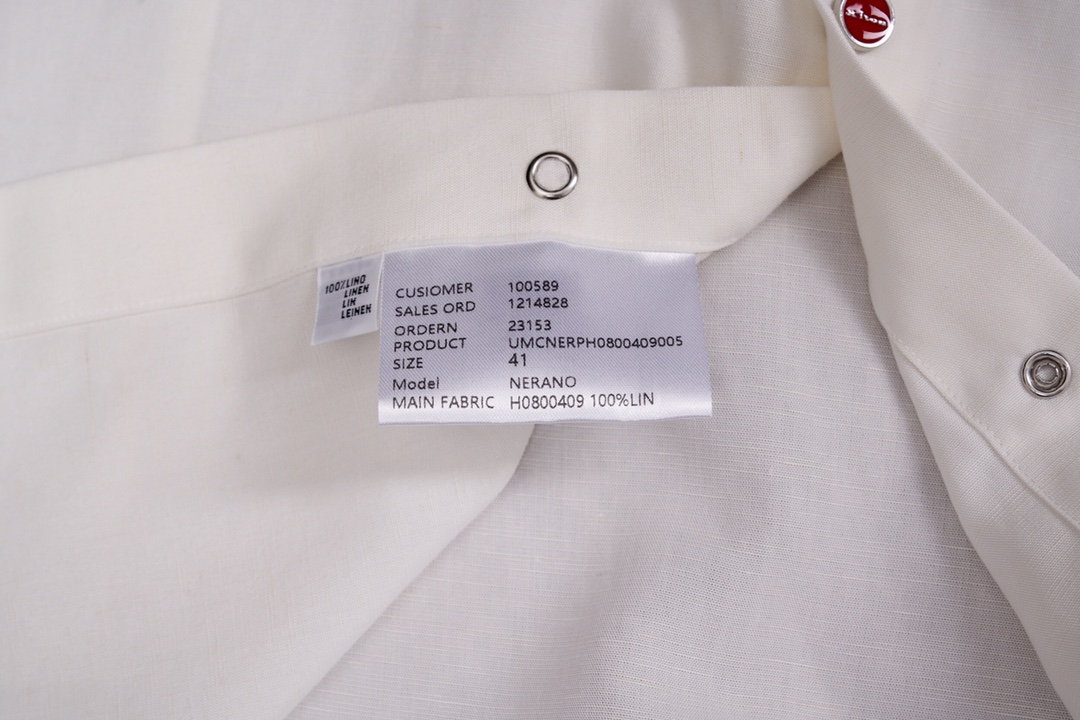 Kiton
100%LINO
LINEN
LIN
LEINEN
CUSIOMER 100589
SALES ORD 1214828
ORDERN 23153
PRODUCT UMCNERPH0800409005
SIZE 41
Model NERANO
MAIN FABRIC H0800409 100%LIN